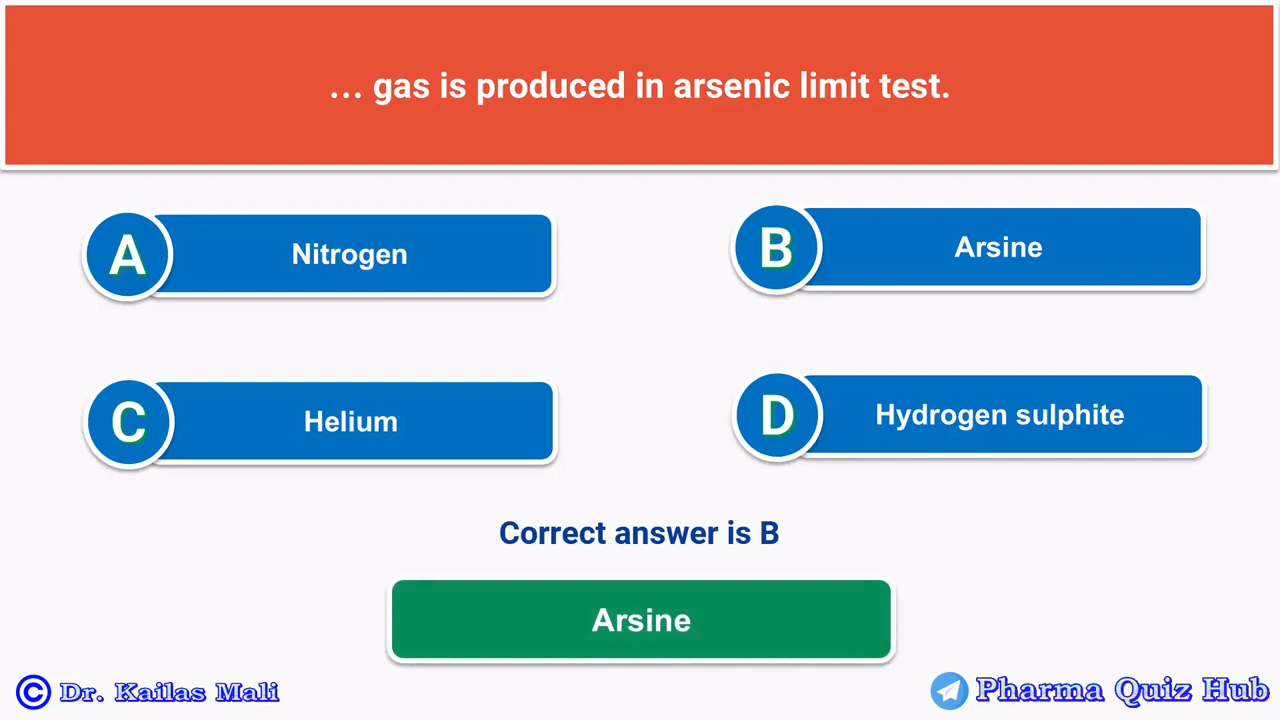 ... gas is produced in arsenic limit test.
A Nitrogen
B Arsine
C Helium
D Hydrogen sulphite
Correct answer is B
Arsine
© Dr. Kailas Mali
Pharma Quiz Hub